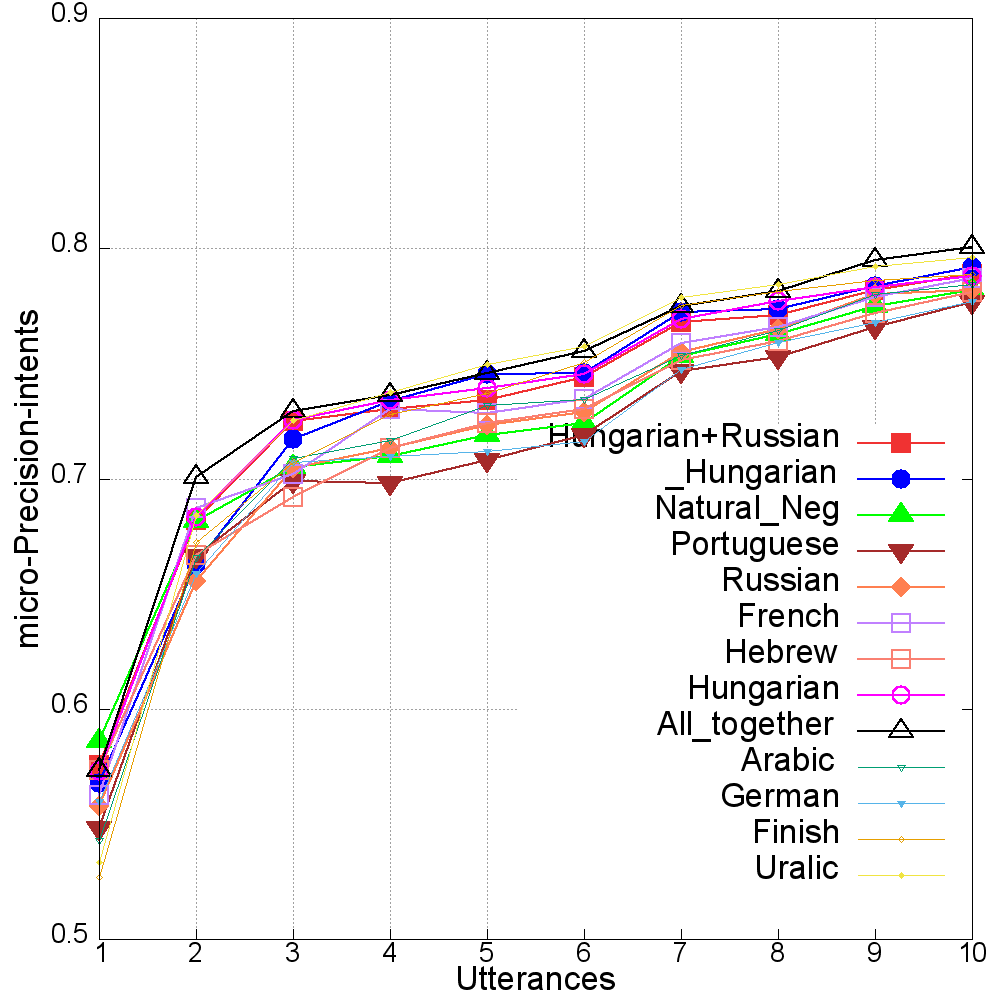 0.9
0.8
0.7
0.6
0.5
micro-Precision-intents
Hungarian+Russian
_Hungarian
Natural_Neg
Portuguese
Russian
French
Hebrew
Hungarian
All_together
Arabic
German
Finish
Uralic
1 2 3 4 5 6 7 8 9 10
Utterances